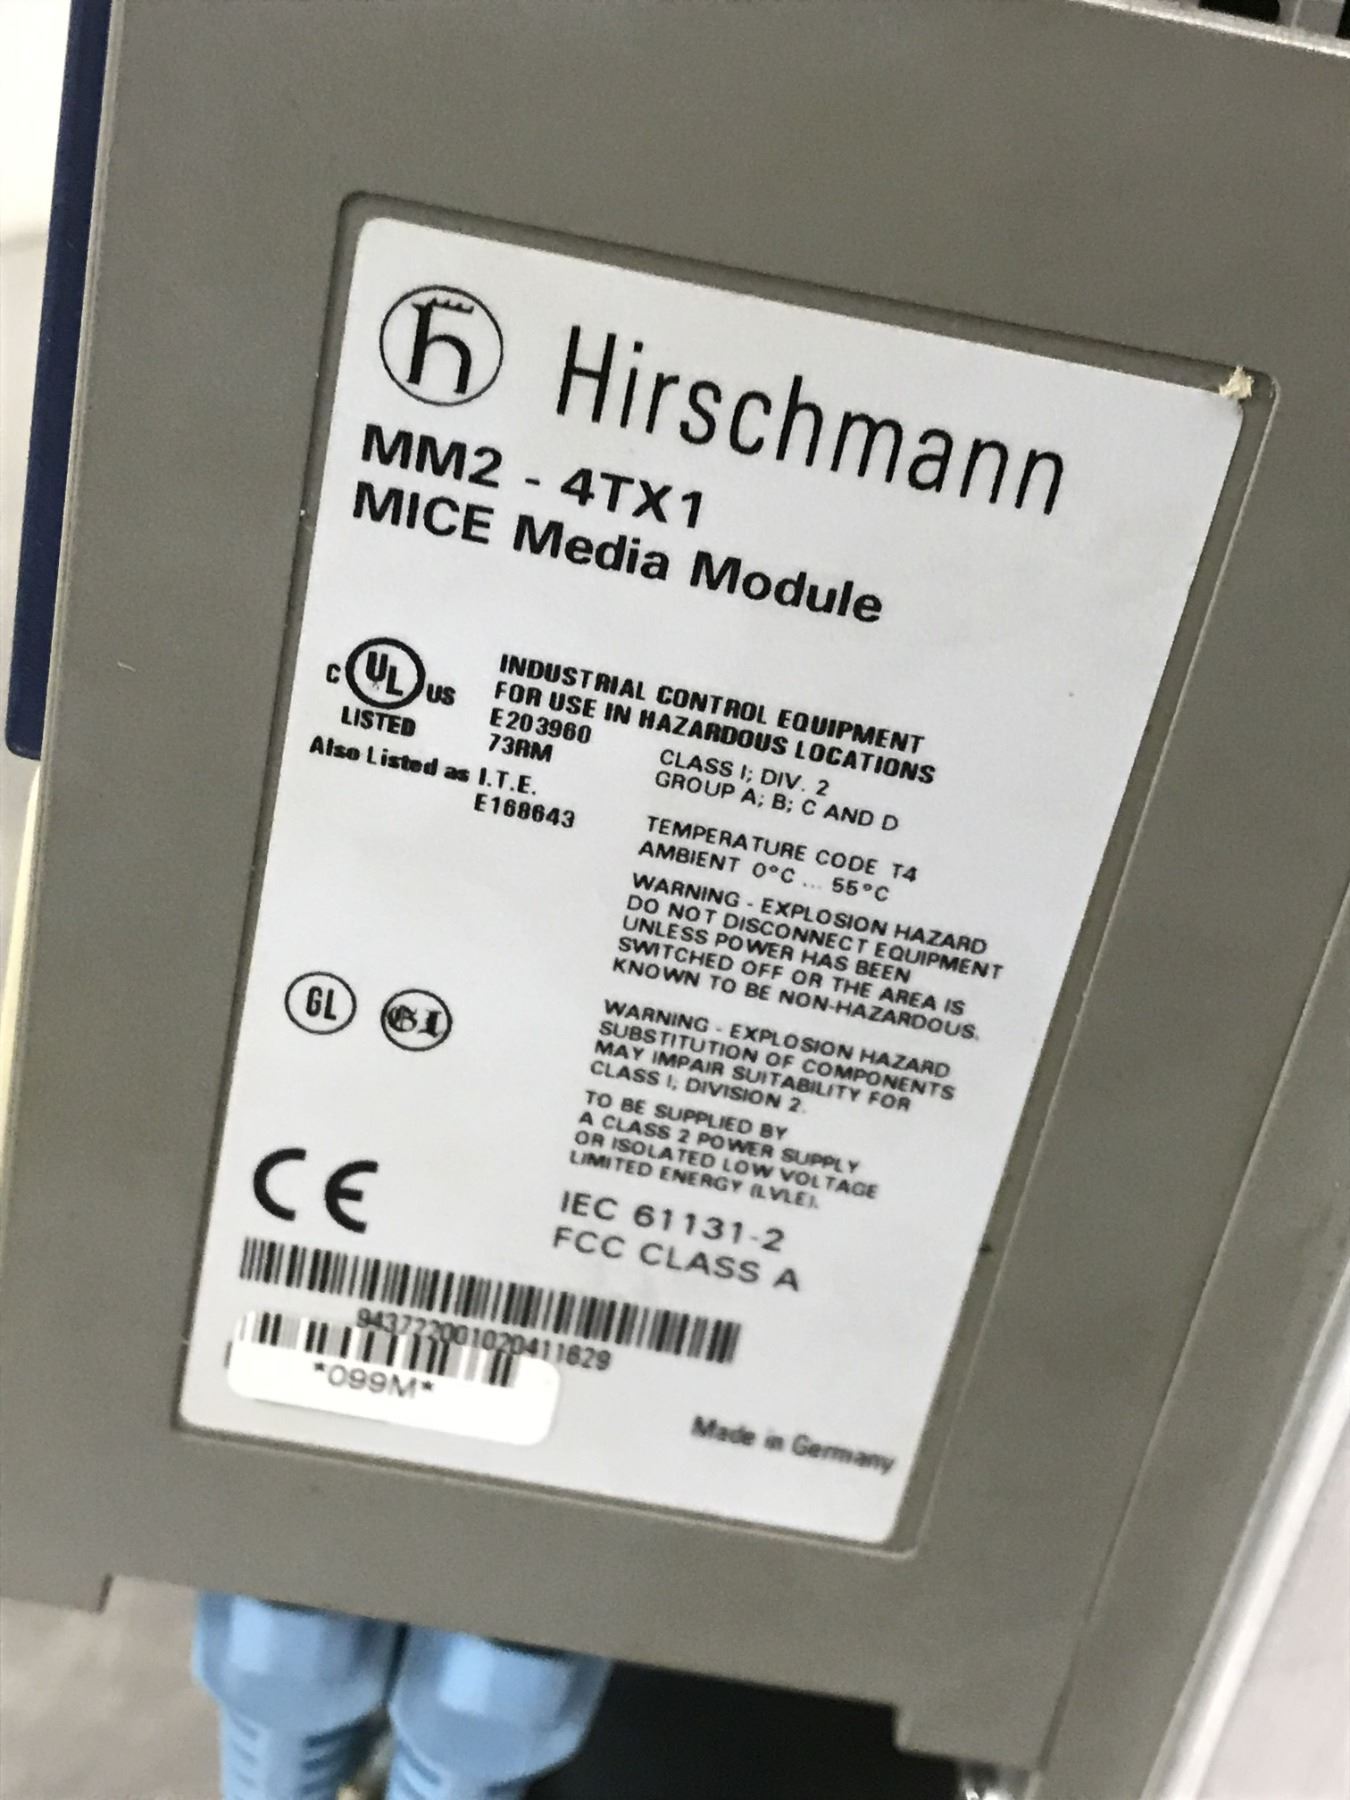 Hirschmann
MM2 - 4TX1
MICE Media Module
C UL US
LISTED
INDUSTRIAL CONTROL EQUIPMENT
FOR USE IN HAZARDOUS LOCATIONS
E203960
73RM
Also Listed as I.T.E.
E168643
CLASS I; DIV. 2
GROUP A; B; C AND D
TEMPERATURE CODE T4
AMBIENT 0°C ... 55°C
WARNING - EXPLOSION HAZARD
DO NOT DISCONNECT EQUIPMENT
UNLESS POWER HAS BEEN
SWITCHED OFF OR THE AREA IS
KNOWN TO BE NON-HAZARDOUS.
WARNING - EXPLOSION HAZARD
SUBSTITUTION OF COMPONENTS
MAY IMPAIR SUITABILITY FOR
CLASS I, DIVISION 2.
TO BE SUPPLIED BY
A CLASS 2 POWER SUPPLY
OR ISOLATED LOW VOLTAGE
LIMITED ENERGY (LVLE).
GL
CE
IEC 61131-2
FCC CLASS A
943722001020411629
*099M*
Made in Germany